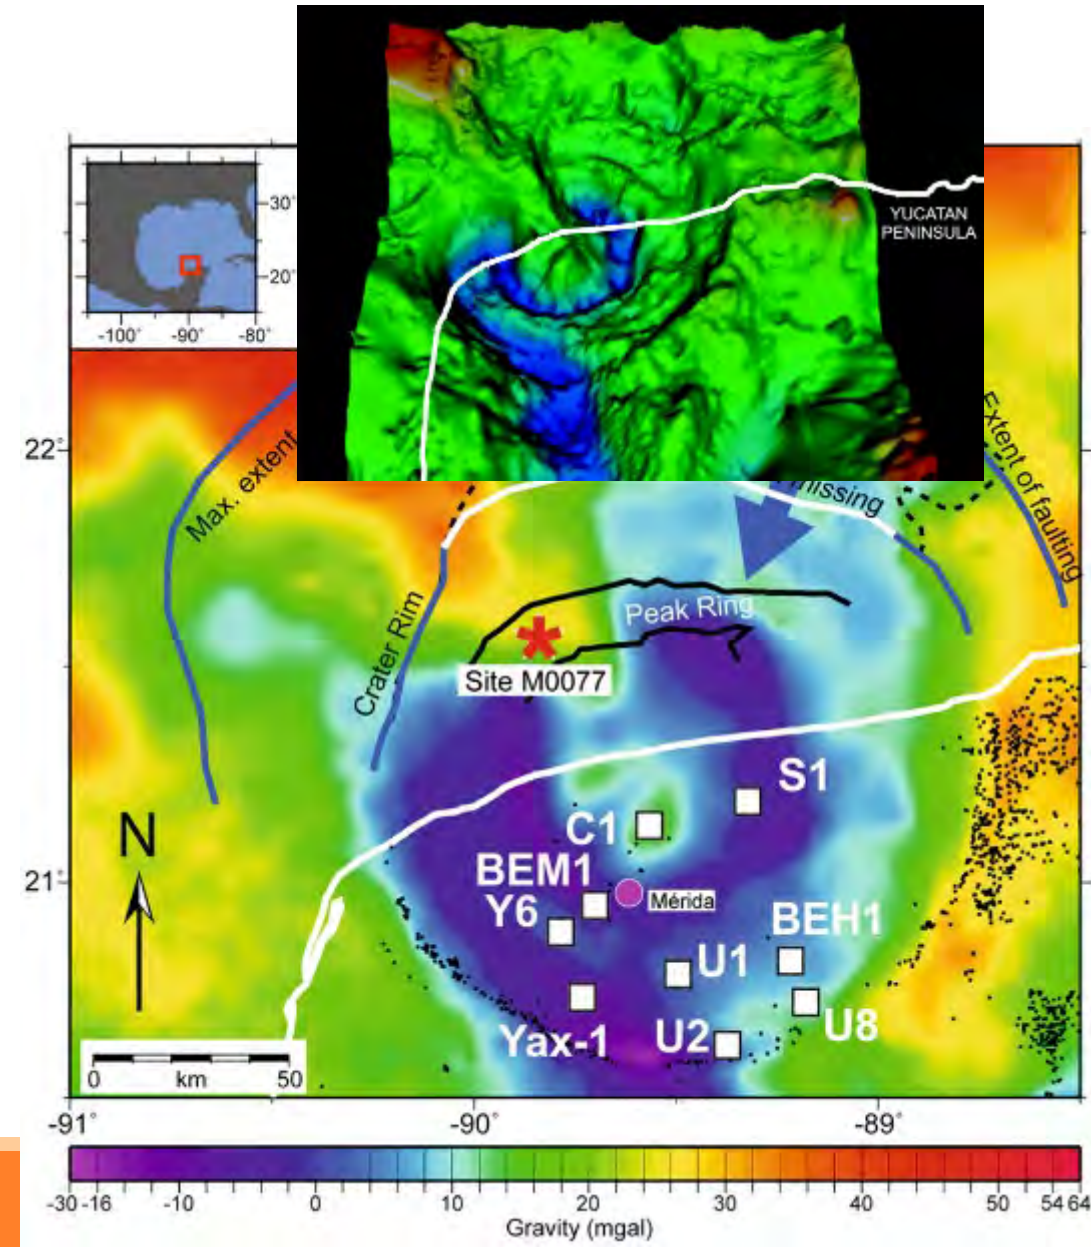 YUCATAN
PENINSULA
30°
20°
-100° -90° -80°
22°
21°
Max. extent
Crater Rim
missing
Extent of faulting
Peak Ring
Site M0077
S1
C1
BEM1
Y6
Mérida
BEH1
U1
Yax-1
U2
U8
N
0 km 50
-91° -90° -89°
-30 -16 -10 0 10 20 30 40 50 54 64
Gravity (mgal)